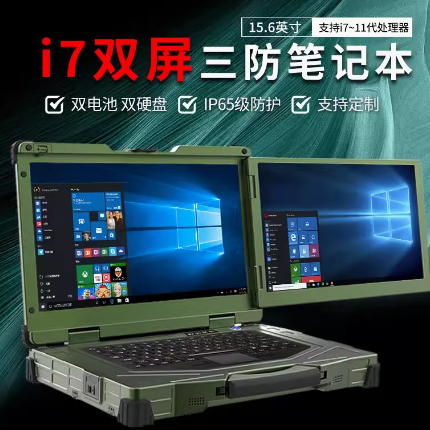 15.6英寸
支持i7~11代处理器
i7双屏三防笔记本
双电池 双硬盘
IP65级防护
支持定制